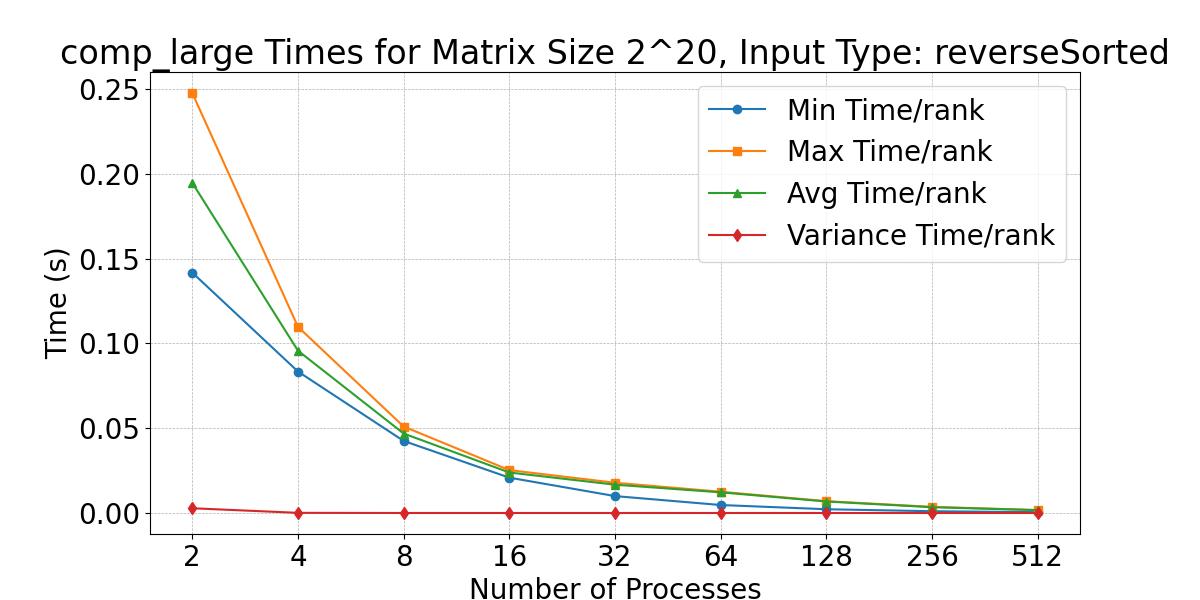 comp_large Times for Matrix Size 2^20, Input Type: reverseSorted
Min Time/rank
Max Time/rank
Avg Time/rank
Variance Time/rank
Time (s)
0.25
0.20
0.15
0.10
0.05
0.00
2 4 8 16 32 64 128 256 512
Number of Processes